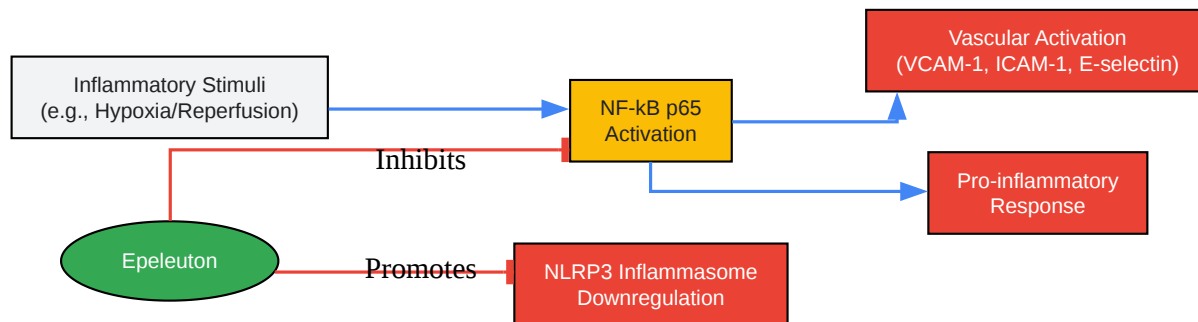 Vascular Activation
(VCAM-1, ICAM-1, E-selectin)
Inflammatory Stimuli
(e.g., Hypoxia/Reperfusion)
NF-kB p65
Activation
Inhibits
Pro-inflammatory
Response
Epeleuton
Promotes
NLRP3 Inflammasome
Downregulation